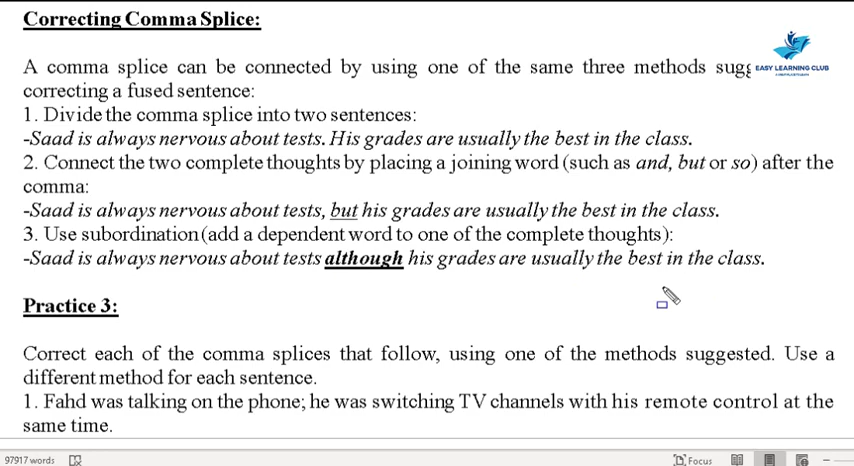 Correcting Comma Splice:
A comma splice can be connected by using one of the same three methods
EASY LEARNING CLUB
correcting a fused sentence:
1. Divide the comma splice into two sentences:
-Saad is always nervous about tests. His grades are usually the best in the class.
2. Connect the two complete thoughts by placing a joining word (such as and, but or so) after the
comma:
-Saad is always nervous about tests, but his grades are usually the best in the class.
3. Use subordination (add a dependent word to one of the complete thoughts):
-Saad is always nervous about tests although his grades are usually the best in the class.
Practice 3:
Correct each of the comma splices that follow, using one of the methods suggested. Use a
different method for each sentence.
1. Fahd was talking on the phone; he was switching TV channels with his remote control at the
same time.
97917 words
Focus